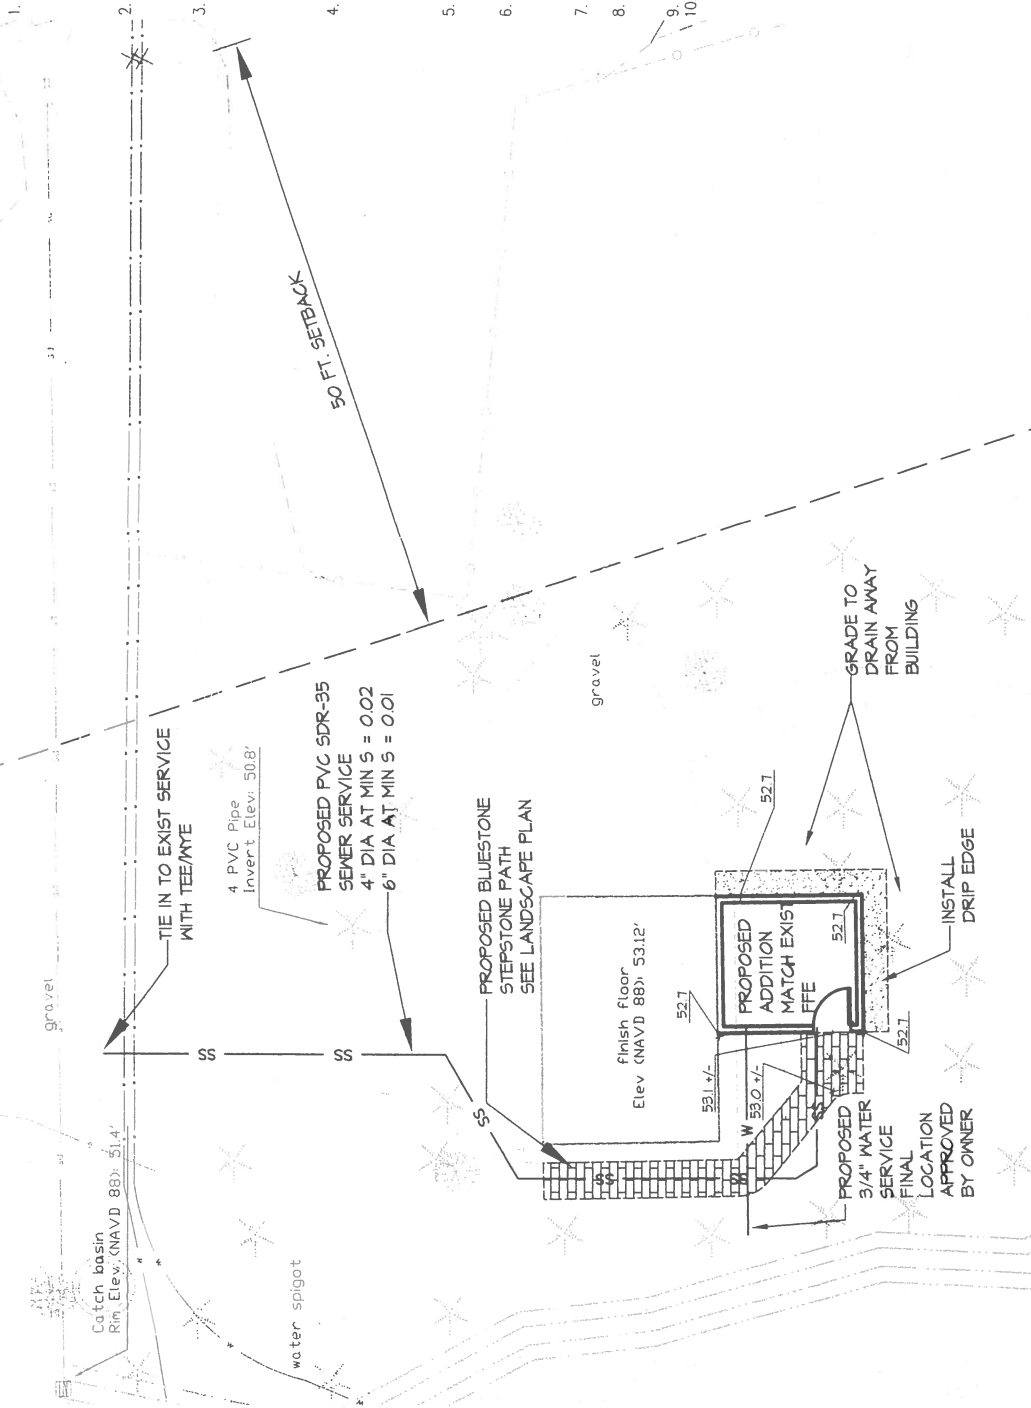 1.
2.
3.
4.
5.
6.
7.
8.
9.
10
50 FT. SETBACK
TIE IN TO EXIST SERVICE
WITH TEE/WYE
4 PVC Pipe
Invert Elev: 50.8'
PROPOSED PVC SDR-35
SEWER SERVICE
4" DIA AT MIN S = 0.02
6" DIA AT MIN S = 0.01
gravel
gravel
GRADE TO
DRAIN AWAY
FROM
BUILDING
PROPOSED BLUESTONE
STEPSTONE PATH
SEE LANDSCAPE PLAN
52.7
INSTALL
DRIP EDGE
PROPOSED
ADDITION
MATCH EXIST
FFE
52.7
finish floor
Elev (NAVD 88): 53.12'
52.7
52.7
53.1 +/-
53.0 +/-
SS
SS
SS
SS
SS
SS
W
PROPOSED
3/4" WATER
SERVICE
FINAL
LOCATION
APPROVED
BY OWNER
Catch basin
Rim Elev. (NAVD 88): 51.4'
water spigot